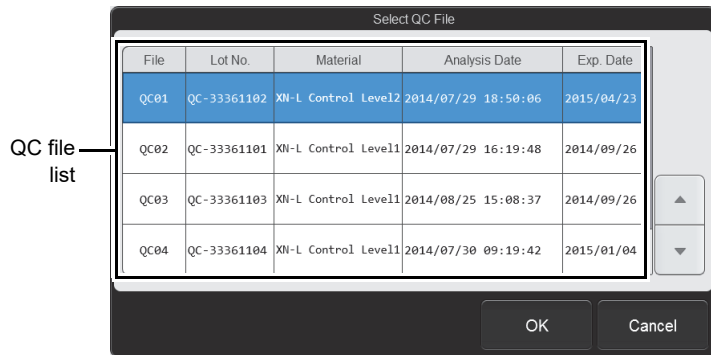 Select QC File
File Lot No. Material Analysis Date Exp. Date
QC01 QC-33361102 XN-L Control Level2 2014/07/29 18:50:06 2015/04/23
QC02 QC-33361101 XN-L Control Level1 2014/07/29 16:19:48 2014/09/26
QC file
list
QC03 QC-33361103 XN-L Control Level1 2014/08/25 15:08:37 2014/09/26
QC04 QC-33361104 XN-L Control Level1 2014/07/30 09:19:42 2015/01/04
OK Cancel